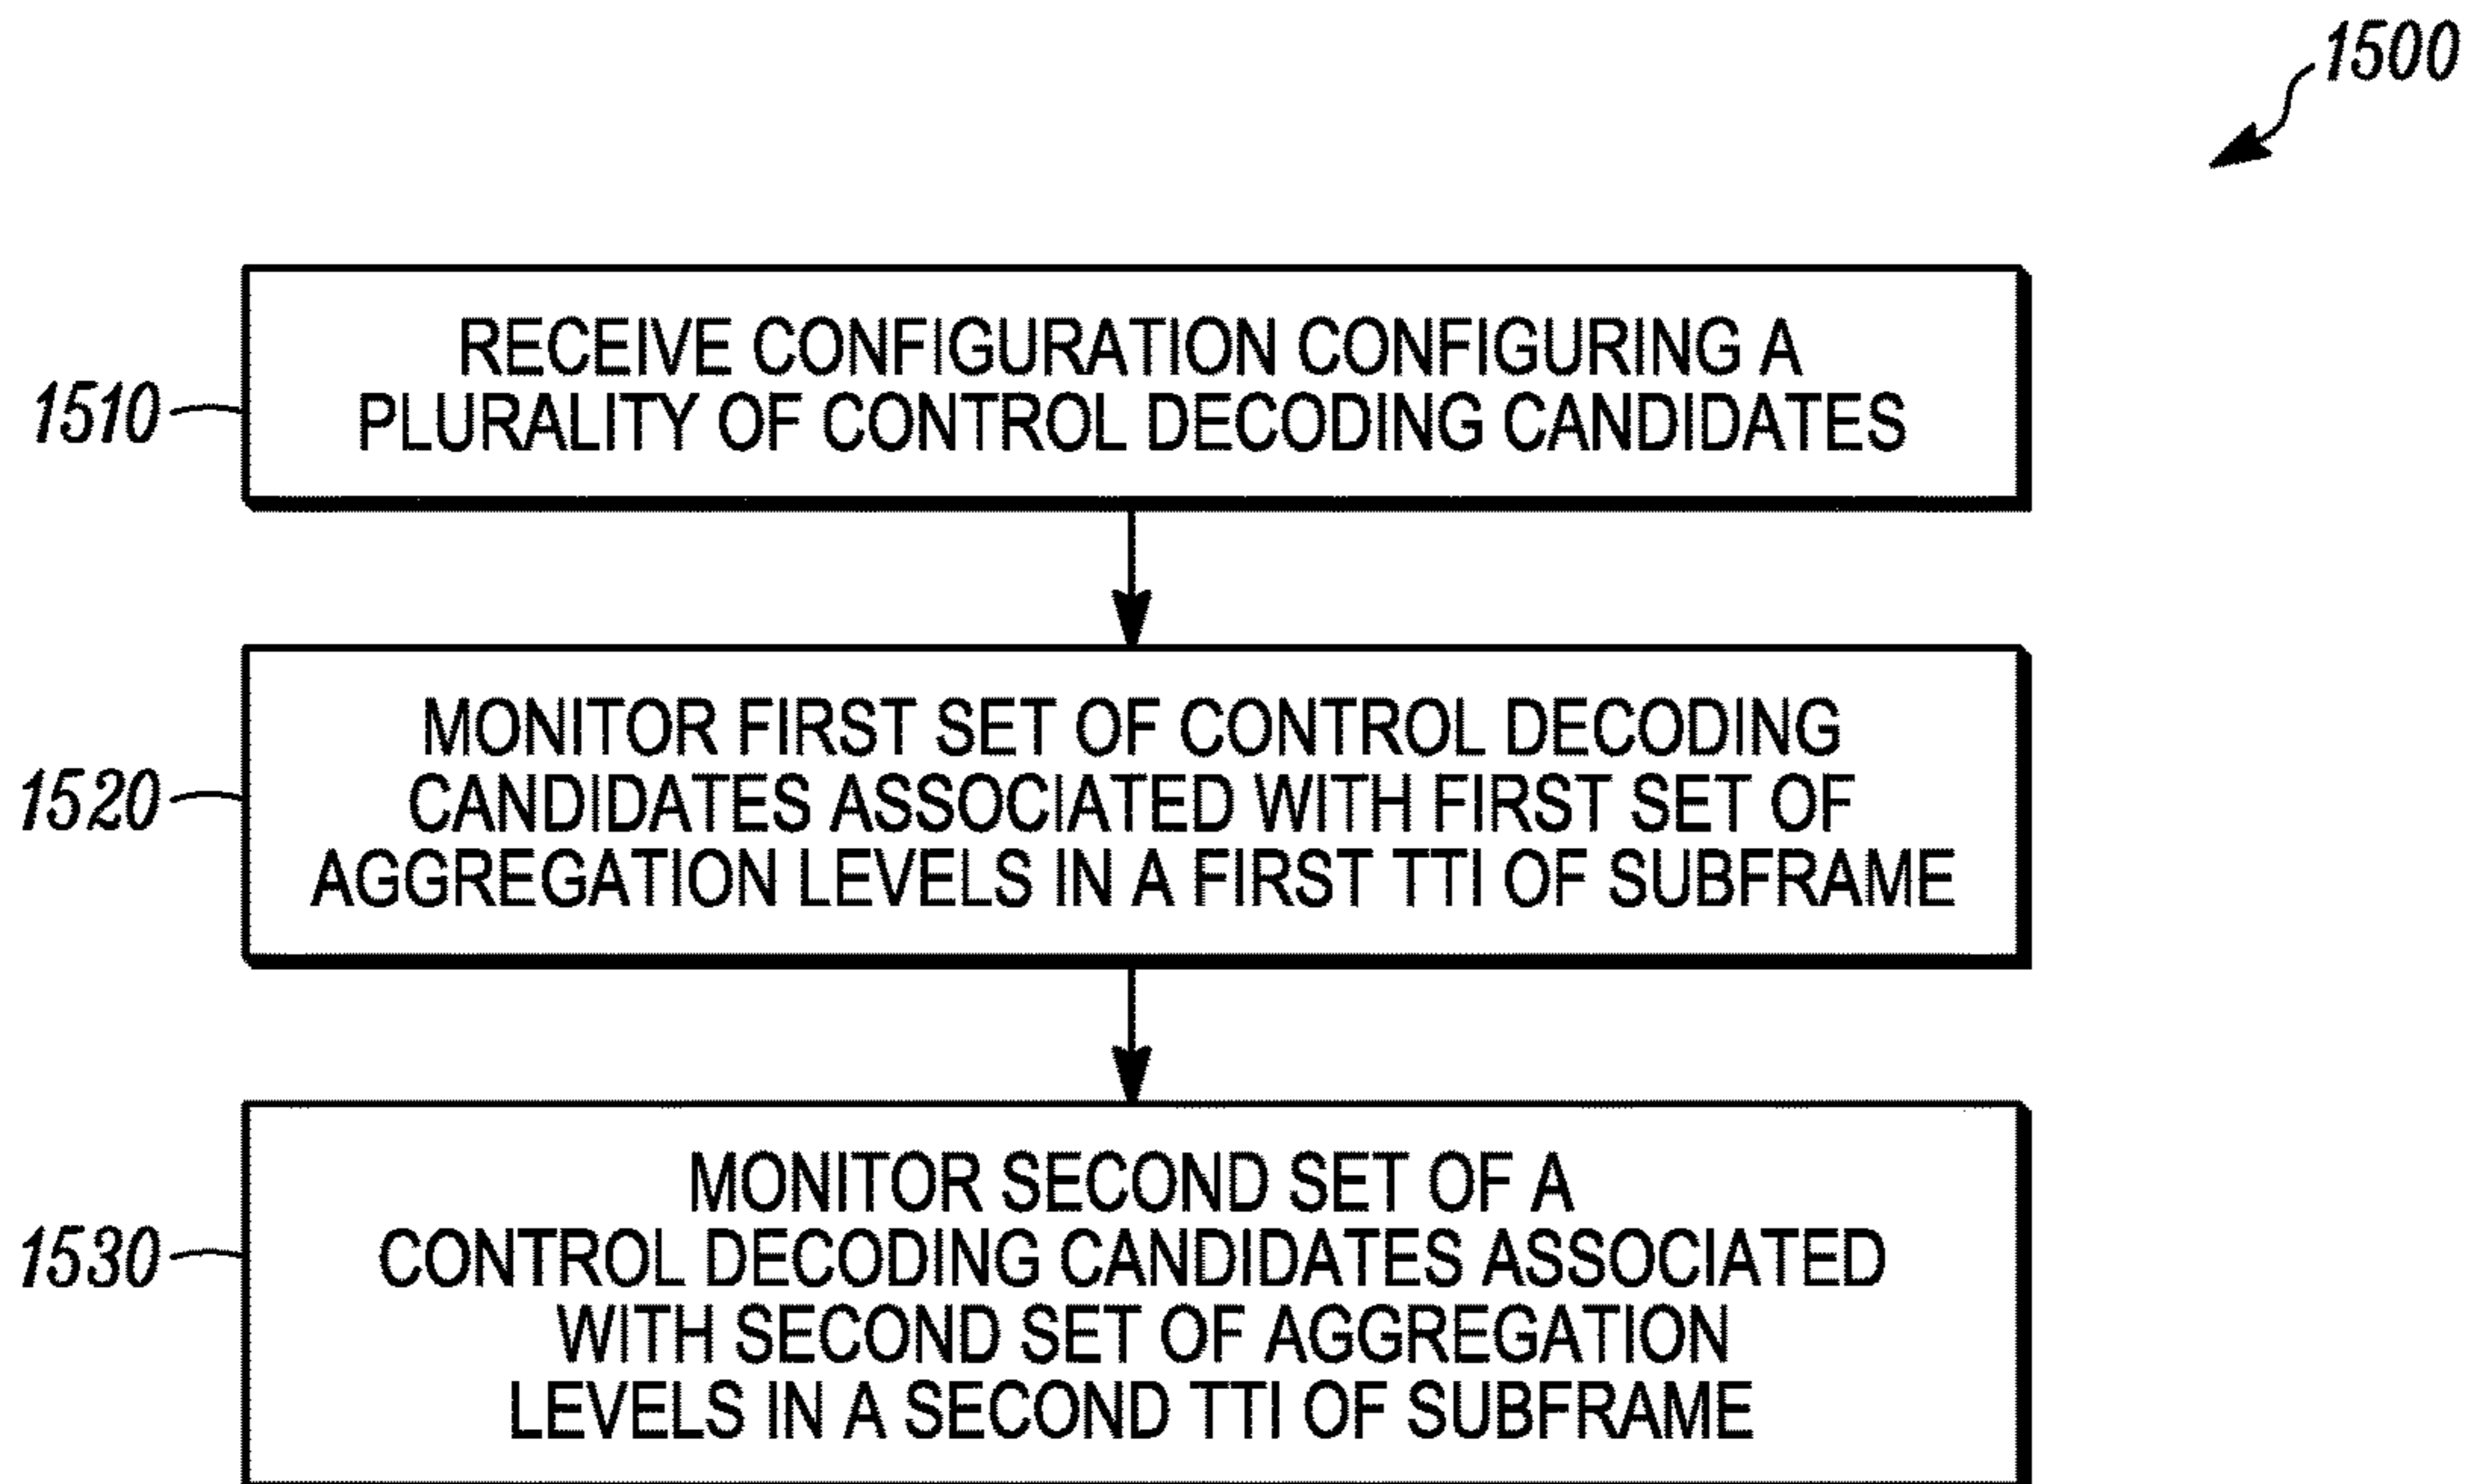 1500
RECEIVE CONFIGURATION CONFIGURING A
PLURALITY OF CONTROL DECODING CANDIDATES
1510
MONITOR FIRST SET OF CONTROL DECODING
CANDIDATES ASSOCIATED WITH FIRST SET OF
AGGREGATION LEVELS IN A FIRST TTI OF SUBFRAME
1520
MONITOR SECOND SET OF A
CONTROL DECODING CANDIDATES ASSOCIATED
WITH SECOND SET OF AGGREGATION
LEVELS IN A SECOND TTI OF SUBFRAME
1530